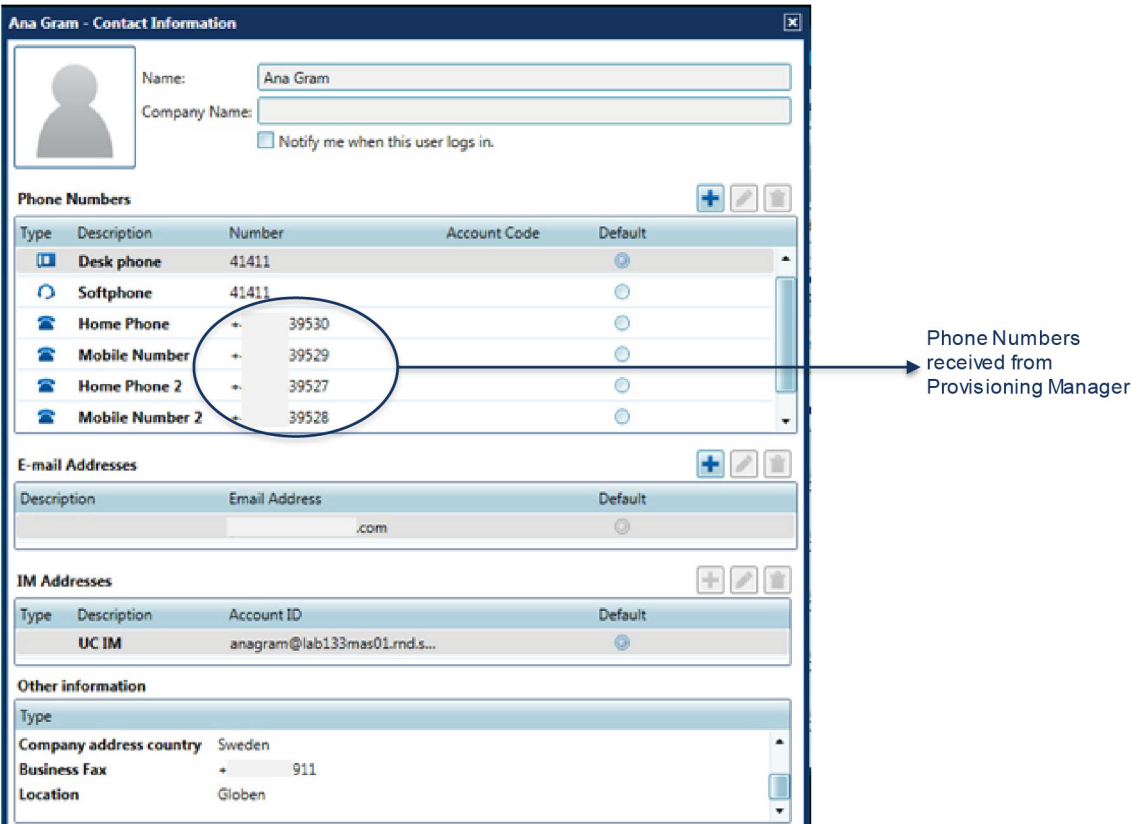 Ana Gram - Contact Information
Name: Ana Gram
Company Name:
Notify me when this user logs in.
Phone Numbers
Type Description Number Account Code Default
Desk phone 41411
Softphone 41411
Home Phone +. 39530
Mobile Number +. 39529
Home Phone 2 +. 39527
Mobile Number 2 +. 39528
Phone Numbers
received from
Provisioning Manager
E-mail Addresses
Description Email Address Default
.com
IM Addresses
Type Description Account ID Default
UC IM anagram@lab133mas01.rnd.s...
Other information
Type
Company address country Sweden
Business Fax + 911
Location Globen